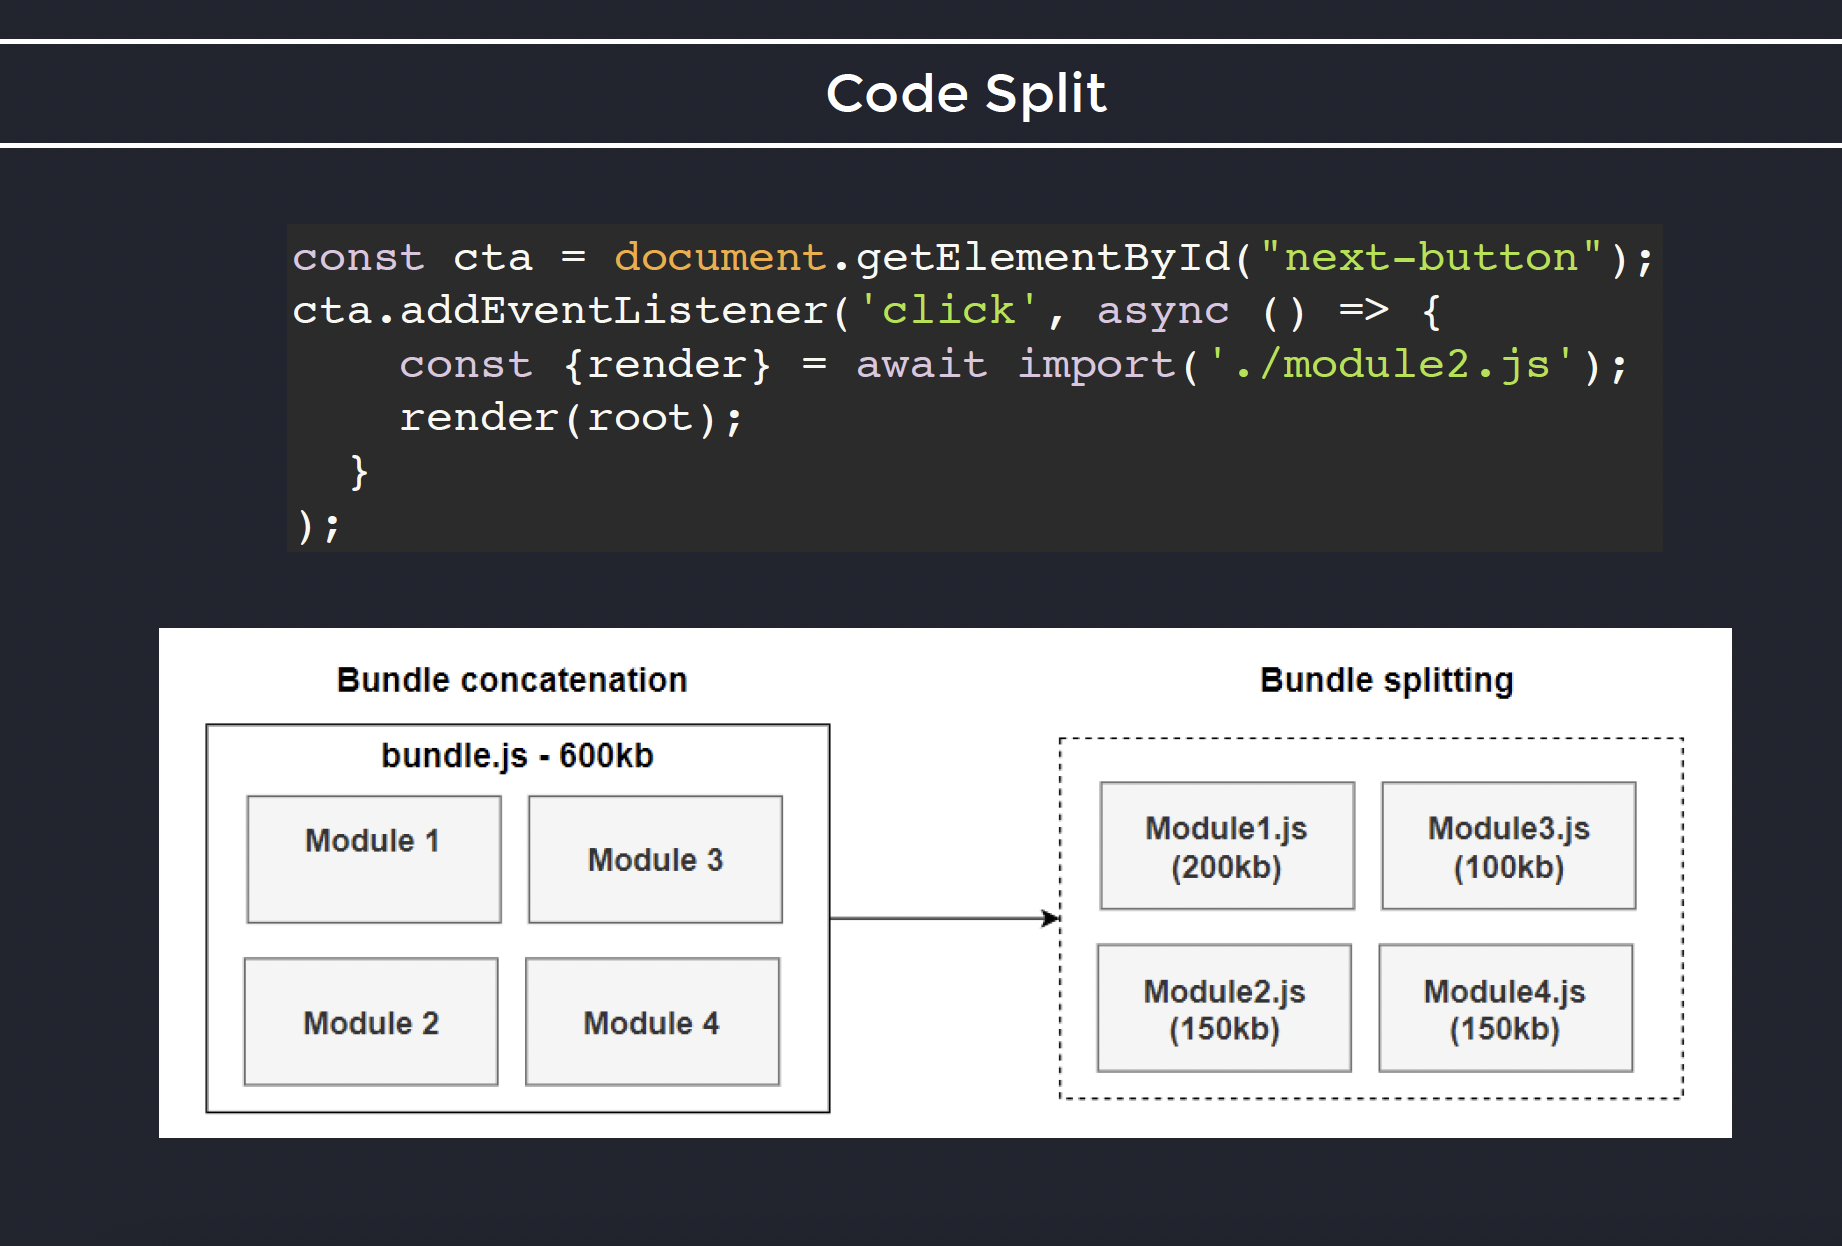 Code Split
const cta = document.getElementById("next-button");
cta.addEventListener('click', async () => {
    const {render} = await import('./module2.js');
    render(root);
  }
);
Bundle concatenation
bundle.js - 600kb
Module 1
Module 3
Module 2
Module 4
Bundle splitting
Module1.js
(200kb)
Module3.js
(100kb)
Module2.js
(150kb)
Module4.js
(150kb)